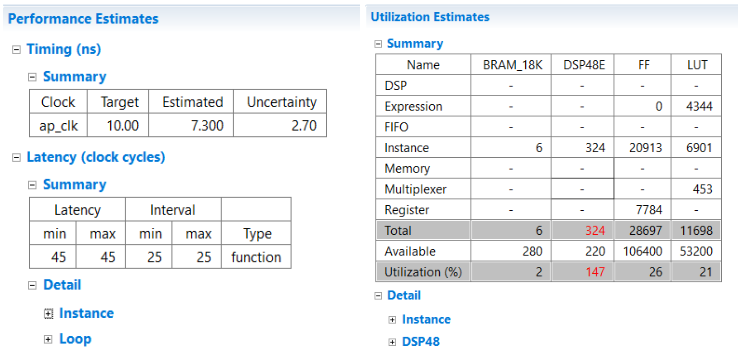 Performance Estimates
Timing (ns)
Summary
Clock Target Estimated Uncertainty
ap_clk 10.00 7.300 2.70
Latency (clock cycles)
Summary
Latency Interval
min max min max Type
45 45 25 25 function
Detail
Instance
Loop
Utilization Estimates
Summary
Name BRAM_18K DSP48E FF LUT
DSP - - - -
Expression - - 0 4344
FIFO - - - -
Instance 6 324 20913 6901
Memory - - - -
Multiplexer - - - 453
Register - - 7784 -
Total 6 324 28697 11698
Available 280 220 106400 53200
Utilization (%) 2 147 26 21
Detail
Instance
DSP48